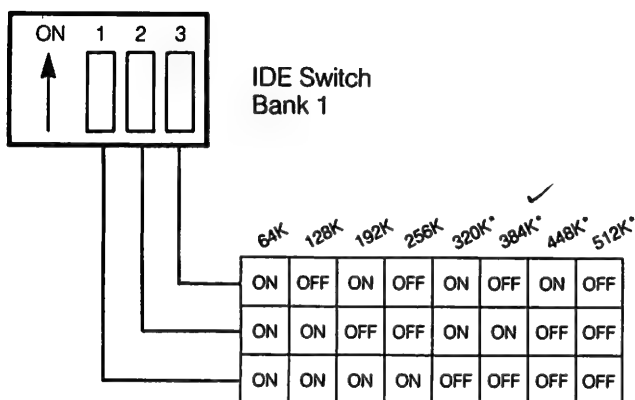 ON 1 2 3
IDE Switch
Bank 1
64K 128K 192K 256K 320K* 384K* 448K* 512K*
ON OFF ON OFF ON OFF ON OFF
ON ON OFF OFF ON ON OFF OFF
ON ON ON ON OFF OFF OFF OFF